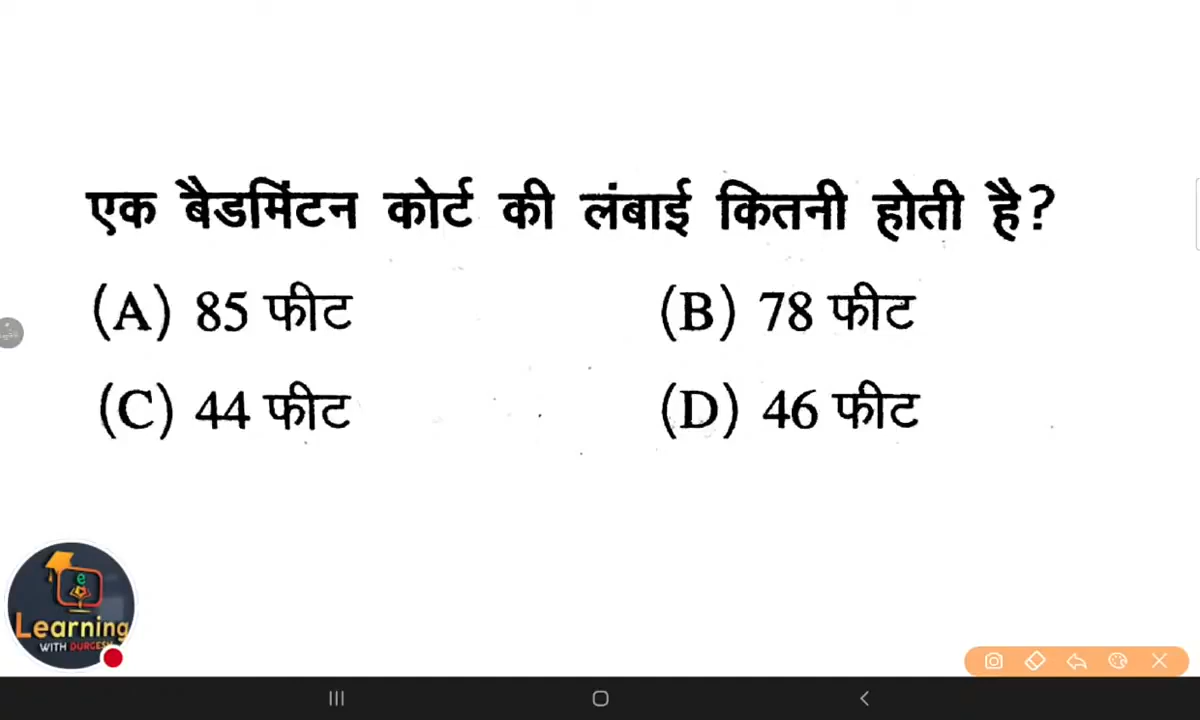 एक बैडमिंटन कोर्ट की लंबाई कितनी होती है?
(A) 85 फीट (B) 78 फीट
(C) 44 फीट (D) 46 फीट
e
Learning
WITH DURGESH